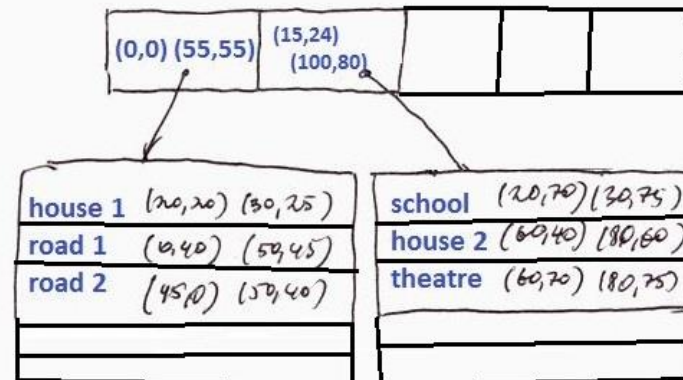 (0,0) (55,55)
(15,24)
(100,80)
house 1 (20,20) (30,25)
road 1 (0,40) (50,45)
road 2 (45,0) (50,40)
school (20,70) (30,75)
house 2 (60,40) (80,60)
theatre (60,70) (80,75)